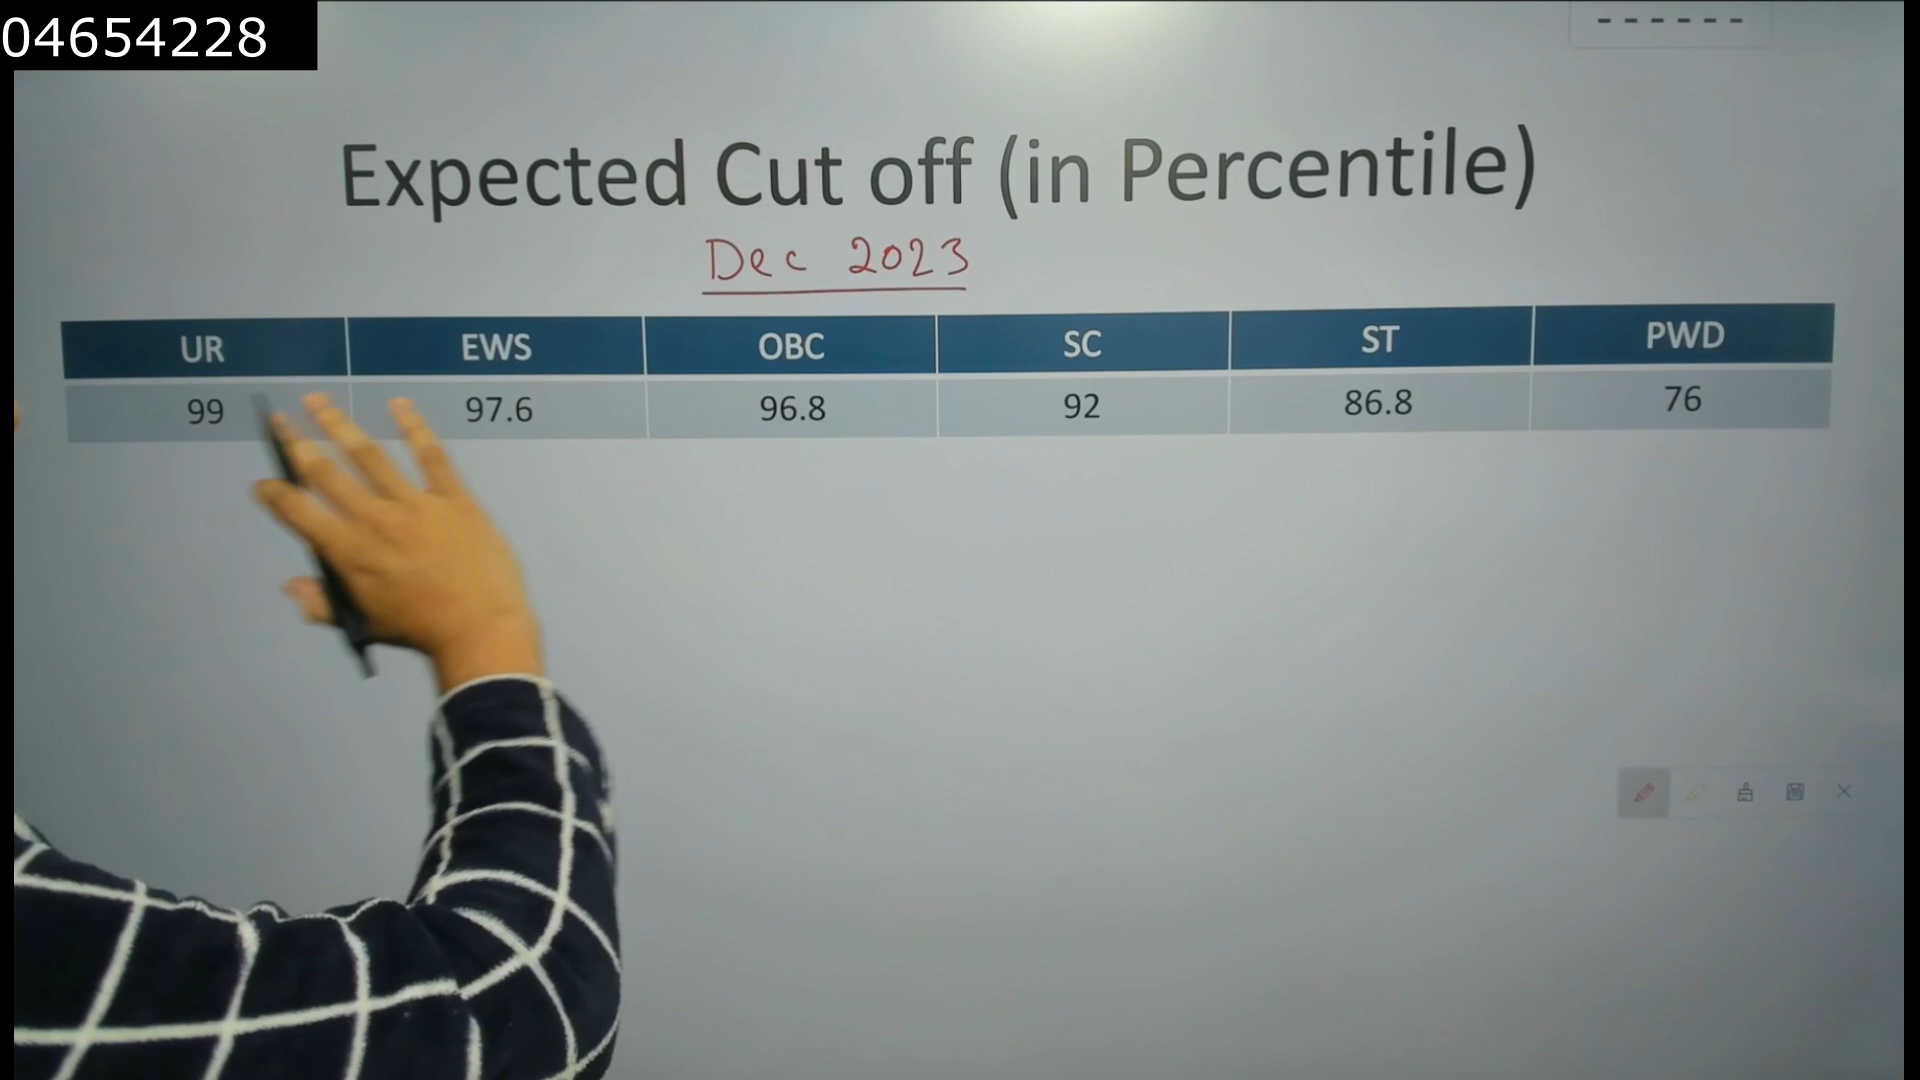 04654228
Expected Cut off (in Percentile)
Dec 2023
UR EWS OBC SC ST PWD
99 97.6 96.8 92 86.8 76